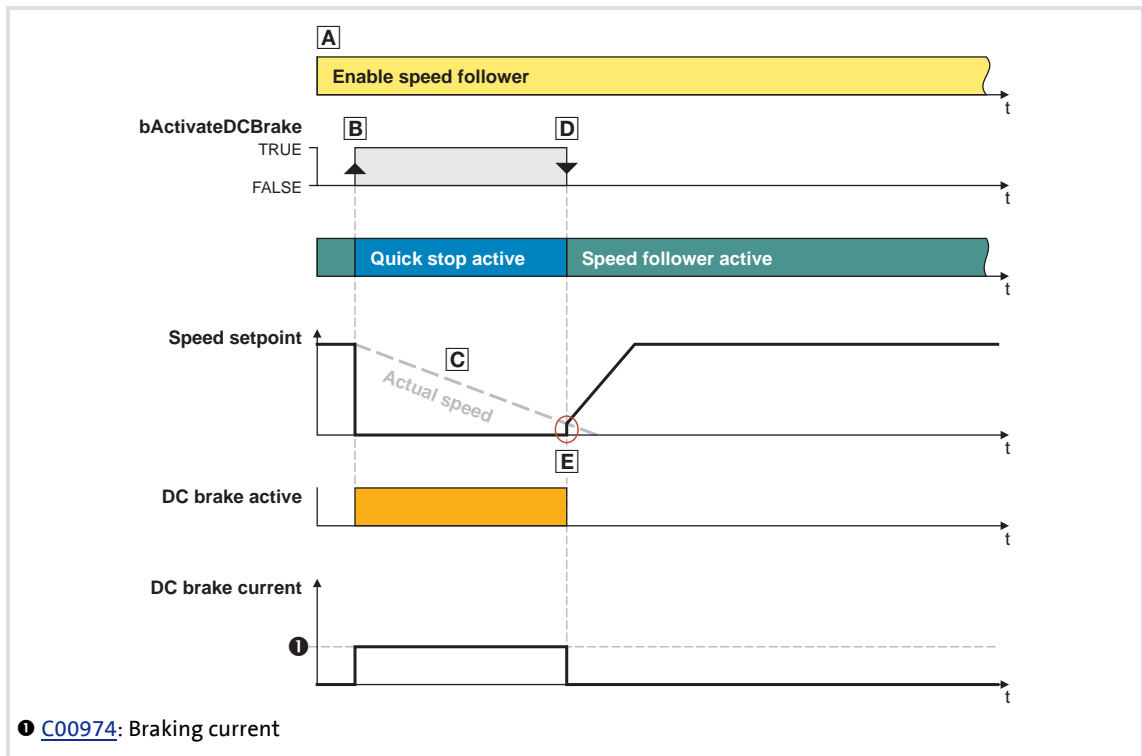 A
Enable speed follower
t
bActivateDCBrake
B
D
TRUE
FALSE
t
Quick stop active
Speed follower active
t
Speed setpoint
C
Actual speed
E
t
DC brake active
t
DC brake current
❶
t
❶ C00974: Braking current